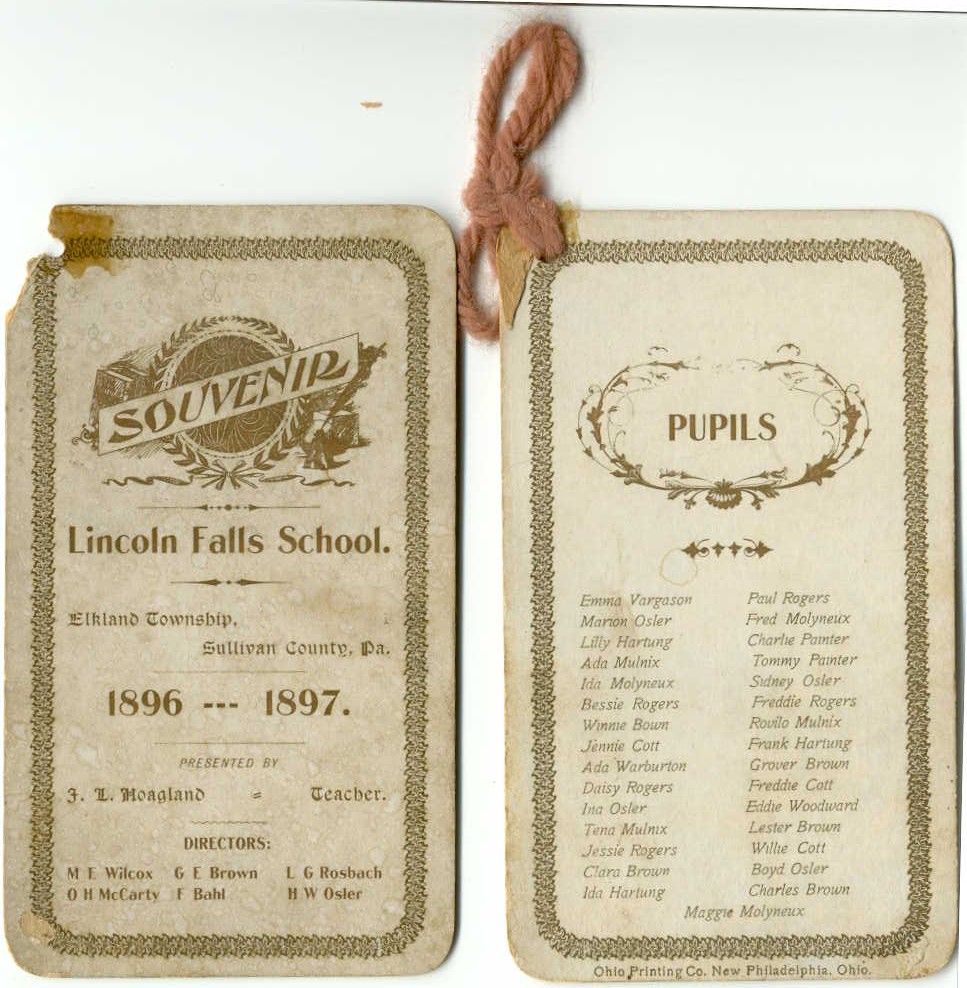 SOUVENIR
Lincoln Falls School.
Elkland Township,
Sullivan County, Pa.
1896 --- 1897.
PRESENTED BY
J. L. Hoagland = Teacher.
DIRECTORS:
M E Wilcox G E Brown L G Rosbach
O H McCarty F Bahl H W Osler
PUPILS
Emma Vargason Paul Rogers
Marion Osler Fred Molyneux
Lilly Hartung Charlie Painter
Ada Mulnix Tommy Painter
Ida Molyneux Sidney Osler
Bessie Rogers Freddie Rogers
Winnie Bown Rovilo Mulnix
Jennie Cott Frank Hartung
Ada Warburton Grover Brown
Daisy Rogers Freddie Cott
Ina Osler Eddie Woodward
Tena Mulnix Lester Brown
Jessie Rogers Willie Cott
Clara Brown Boyd Osler
Ida Hartung Charles Brown
Maggie Molyneux
Ohio Printing Co. New Philadelphia, Ohio.